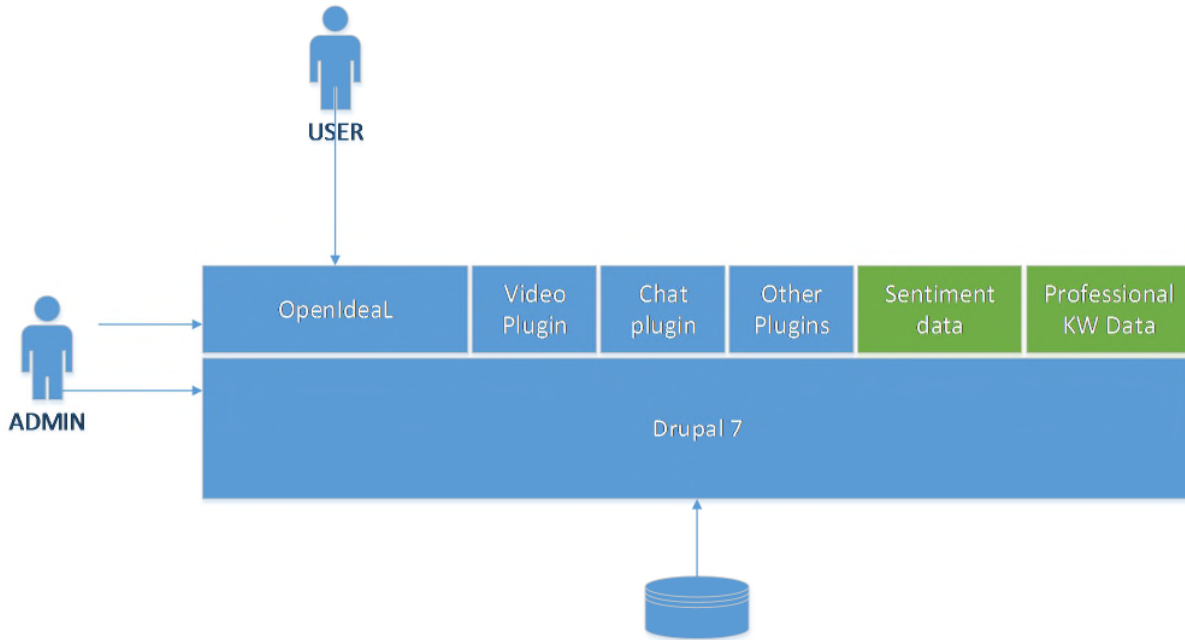 USER
OpenIdeaL
Video
Plugin
Chat
plugin
Other
Plugins
Sentiment
data
Professional
KW Data
ADMIN
Drupal 7